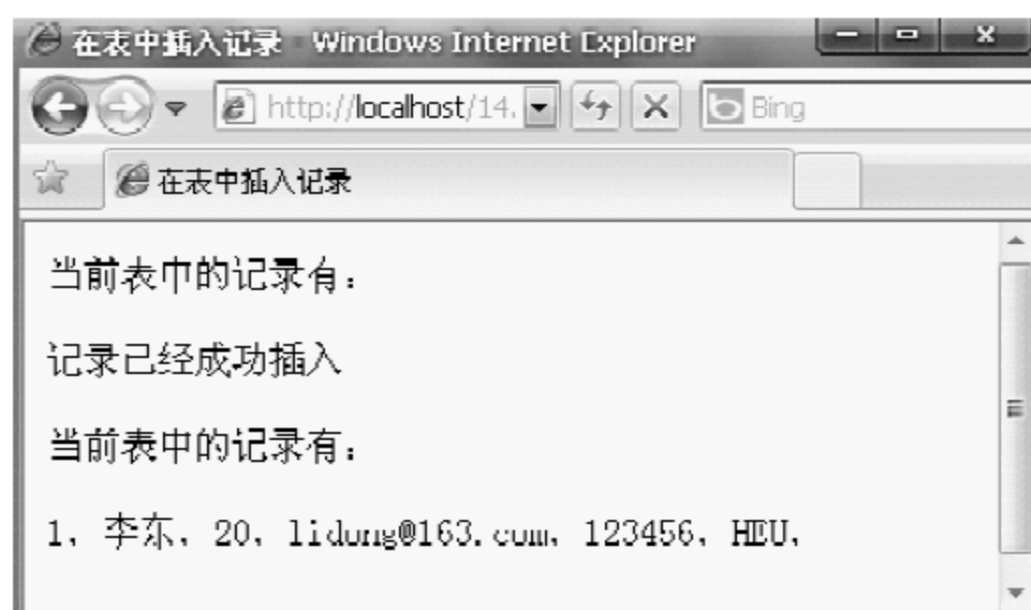 在表中插入记录 - Windows Internet Explorer
http://localhost/14.
Bing
在表中插入记录
当前表中的记录有：
记录已经成功插入
当前表中的记录有：
1, 李东, 20, lidong@163.com, 123456, HEU,